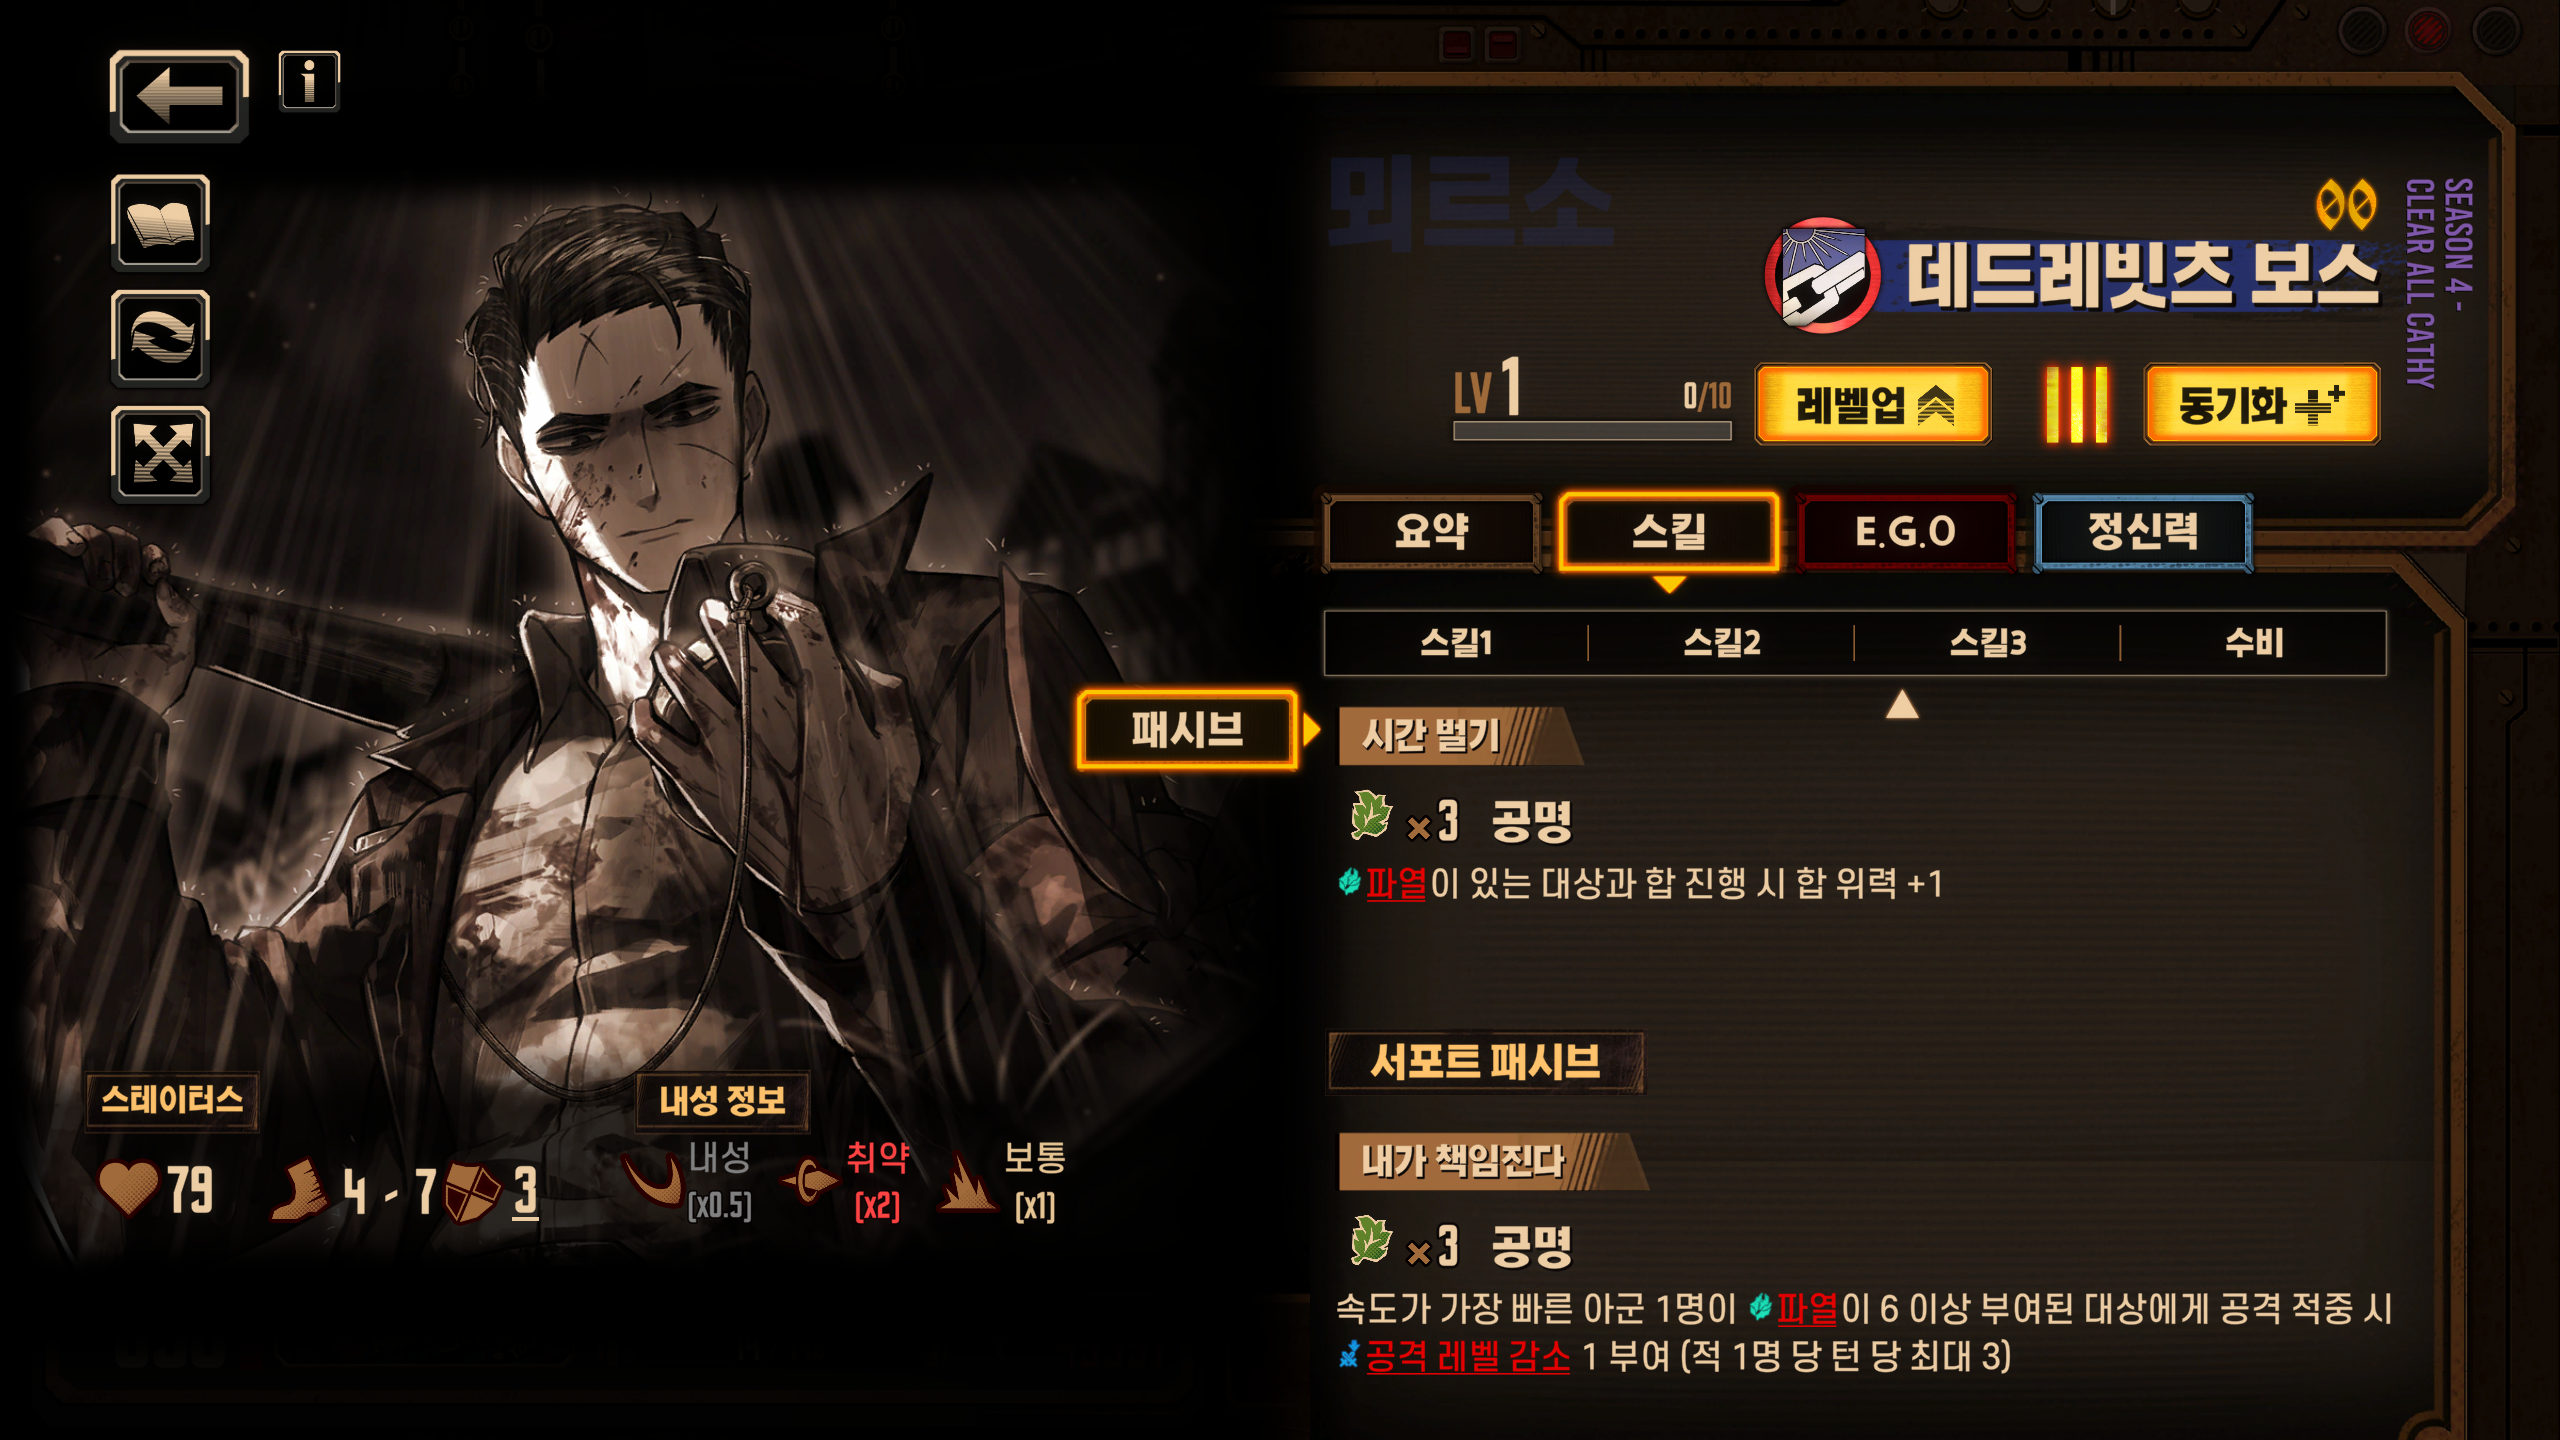 뫼르소
데드레빗츠 보스
SEASON 4 -
CLEAR ALL CATHY
LV 1
0/10
레벨업
동기화
요약
스킬
E.G.O
정신력
스킬1
스킬2
스킬3
수비
패시브
시간 벌기
×3 공명
파열이 있는 대상과 합 진행 시 합 위력 +1
서포트 패시브
내가 책임진다
×3 공명
속도가 가장 빠른 아군 1명이 파열이 6 이상 부여된 대상에게 공격 적중 시
공격 레벨 감소 1 부여 (적 1명 당 턴 당 최대 3)
스테이터스
79
4 - 7
3
내성 정보
내성
(x0.5)
취약
(x2)
보통
(x1)